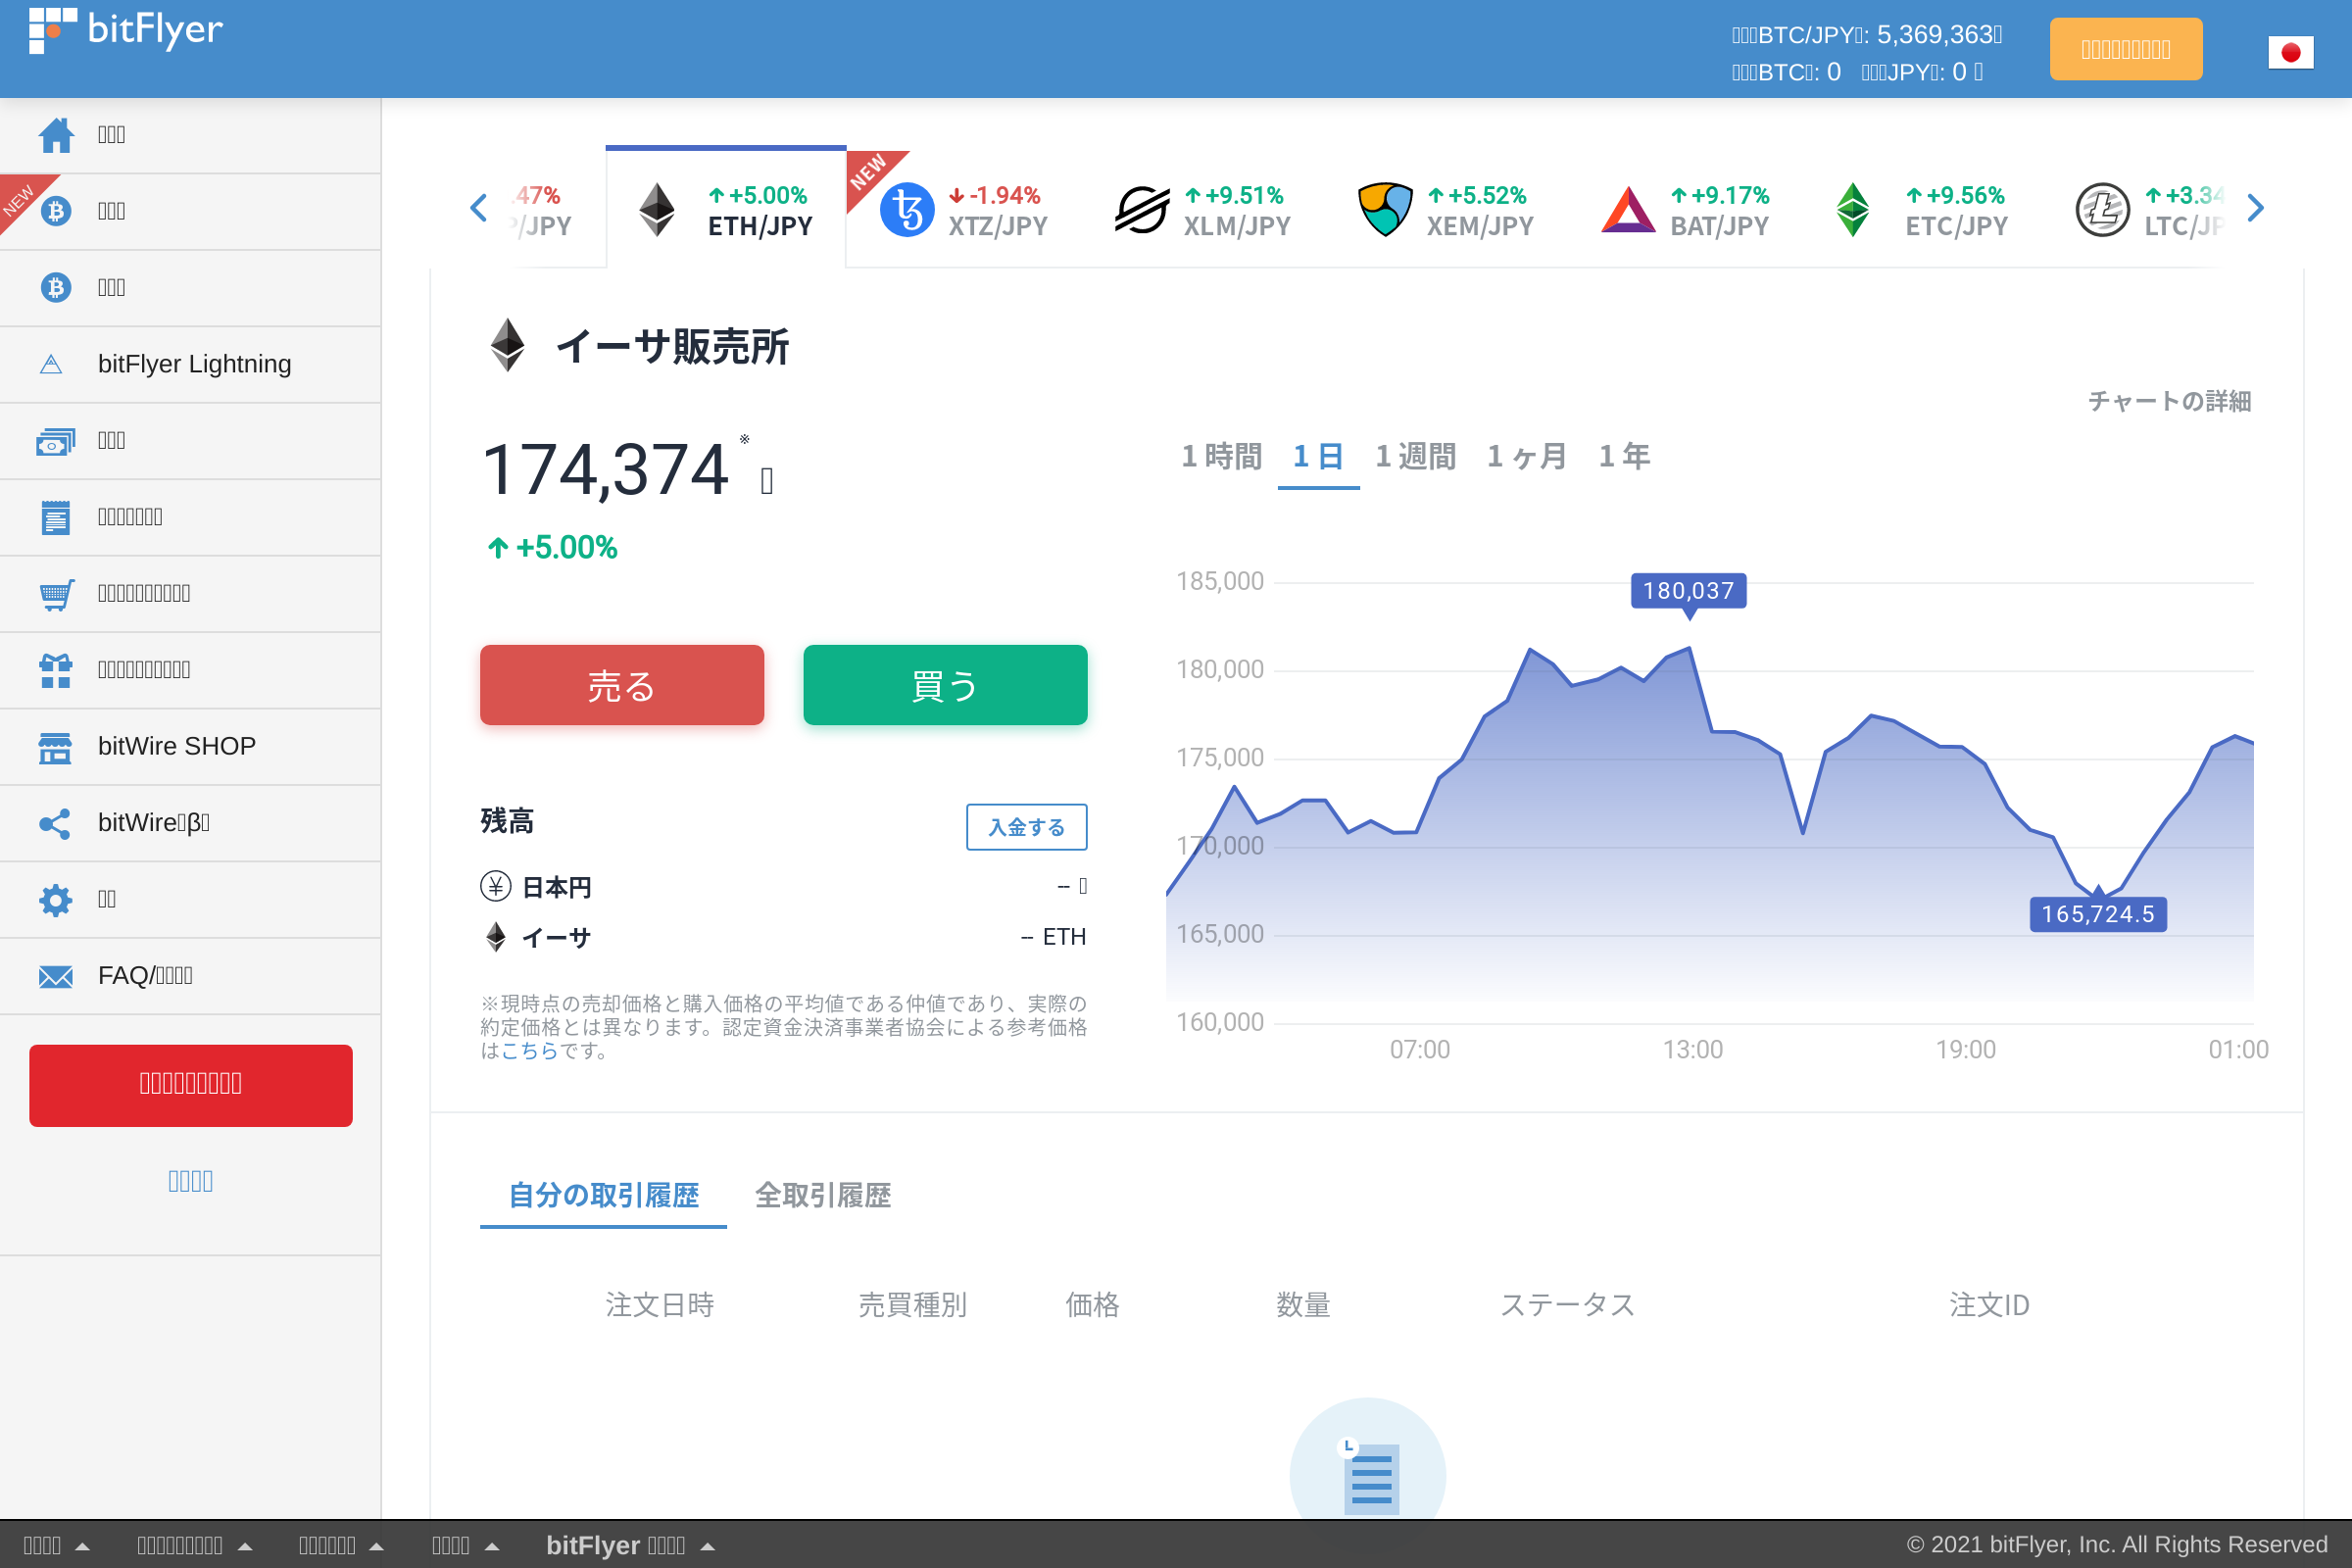 bitFlyer
BTC/JPY: 5,369,363
BTC: 0 JPY: 0
NEW
bitFlyer Lightning
bitWire SHOP
bitWire β
FAQ/
.47%
P/JPY
+5.00%
ETH/JPY
NEW
-1.94%
XTZ/JPY
+9.51%
XLM/JPY
+5.52%
XEM/JPY
+9.17%
BAT/JPY
+9.56%
ETC/JPY
+3.34
LTC/JP
イーサ販売所
チャートの詳細
174,374 ※
+5.00%
1 時間 1 日 1 週間 1 ヶ月 1 年
売る 買う
残高 入金する
日本円 --
イーサ -- ETH
※現時点の売却価格と購入価格の平均値である仲値であり、実際の
約定価格とは異なります。認定資金決済事業者協会による参考価格
はこちらです。
185,000
180,037
180,000
175,000
170,000
165,724.5
165,000
160,000
07:00 13:00 19:00 01:00
自分の取引履歴 全取引履歴
注文日時 売買種別 価格 数量 ステータス 注文ID
bitFlyer
© 2021 bitFlyer, Inc. All Rights Reserved